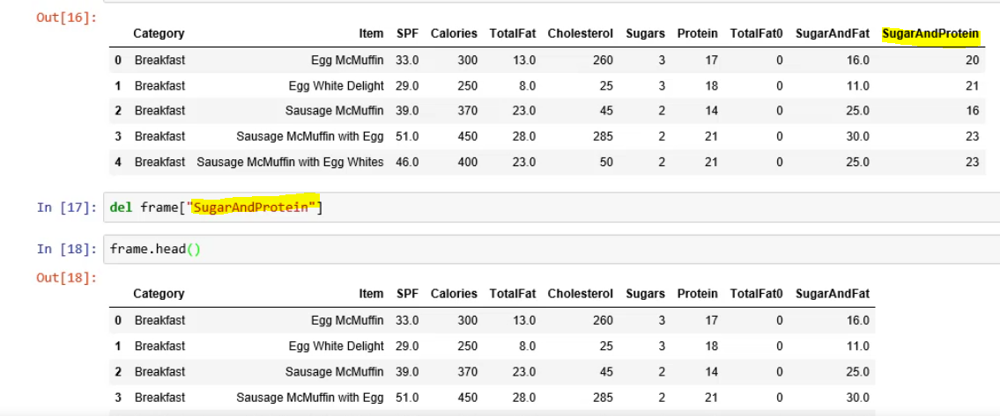 Out[16]:
Category Item SPF Calories TotalFat Cholesterol Sugars Protein TotalFat0 SugarAndFat SugarAndProtein
0 Breakfast Egg McMuffin 33.0 300 13.0 260 3 17 0 16.0 20
1 Breakfast Egg White Delight 29.0 250 8.0 25 3 18 0 11.0 21
2 Breakfast Sausage McMuffin 39.0 370 23.0 45 2 14 0 25.0 16
3 Breakfast Sausage McMuffin with Egg 51.0 450 28.0 285 2 21 0 30.0 23
4 Breakfast Sausage McMuffin with Egg Whites 46.0 400 23.0 50 2 21 0 25.0 23
In [17]: del frame["SugarAndProtein"]
In [18]: frame.head()
Out[18]:
Category Item SPF Calories TotalFat Cholesterol Sugars Protein TotalFat0 SugarAndFat
0 Breakfast Egg McMuffin 33.0 300 13.0 260 3 17 0 16.0
1 Breakfast Egg White Delight 29.0 250 8.0 25 3 18 0 11.0
2 Breakfast Sausage McMuffin 39.0 370 23.0 45 2 14 0 25.0
3 Breakfast Sausage McMuffin with Egg 51.0 450 28.0 285 2 21 0 30.0